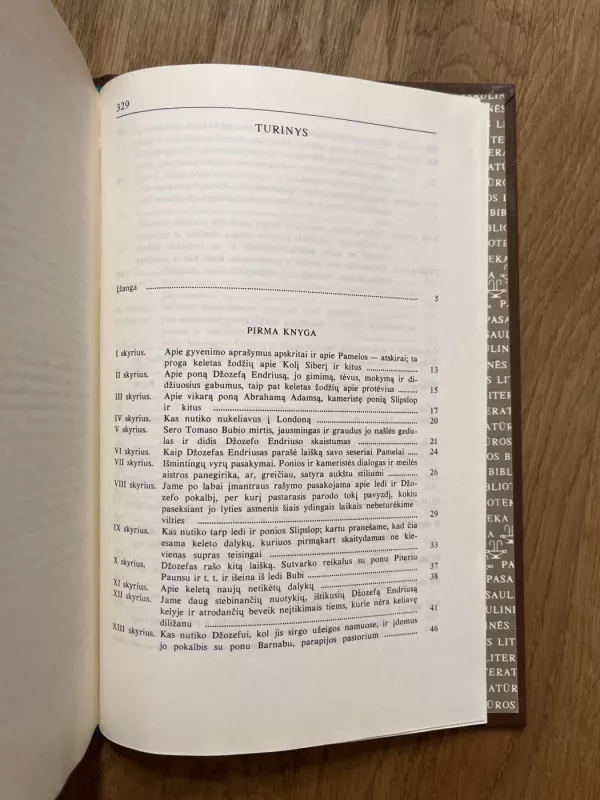 329
TURINYS
Įžanga 5
PIRMA KNYGA
I skyrius. Apie gyvenimo aprašymus apskritai ir apie Pamelos — atskirai; ta
proga keletas žodžių apie Kolį Siberį ir kitus 13
II skyrius. Apie poną Džozefą Endriusą, jo gimimą, tėvus, mokymą ir di-
džiuosius gabumus, taip pat keletas žodžių apie protėvius 15
III skyrius. Apie vikarą poną Abrahamą Adamsą, kameristę ponią Slipslop
ir kitus 17
IV skyrius. Kas nutiko nukeliavus į Londoną 20
V skyrius. Sero Tomaso Bubio mirtis, jausmingas ir graudus jo našlės gedu-
las ir didis Džozefo Endriuso skaistumas 21
VI skyrius. Kaip Džozefas Endriusas parašė laišką savo seseriai Pamelai 24
VII skyrius. Išmintingų vyrų pasakymai. Ponios ir kameristės dialogas ir meilės
aistros panegirika, ar, greičiau, satyra aukštu stiliumi 26
VIII skyrius. Jame po labai įmantraus rašymo pasakojama apie ledi ir Džo-
zefo pokalbį, per kurį pastarasis parodo tokį pavyzdį, kokiu
paseksiant jo lyties asmenis šiais ydingais laikais nebeturėkime
vilties 29
IX skyrius. Kas nutiko tarp ledi ir ponios Slipslop; kartu pranešame, kad čia
esama keleto dalykų, kuriuos pirmąkart skaitydamas ne kie-
vienas supras teisingai 33
X skyrius. Džozefas rašo kitą laišką. Sutvarko reikalus su ponu Piteriu
Paunsu ir t. t. ir išeina iš ledi Bubi 37
XI skyrius. Apie keletą naujų netikėtų dalykų 38
XII skyrius. Jame daug stebinančių nuotykių, ištikusių Džozefą Endriusą
kelyje ir atrodančių beveik neįtikimais tiems, kurie nėra keliavę
diližanu 41
XIII skyrius. Kas nutiko Džozefui, kol jis sirgo užeigos namuose, ir įdomus
jo pokalbis su ponu Barnabu, parapijos pastorium 46